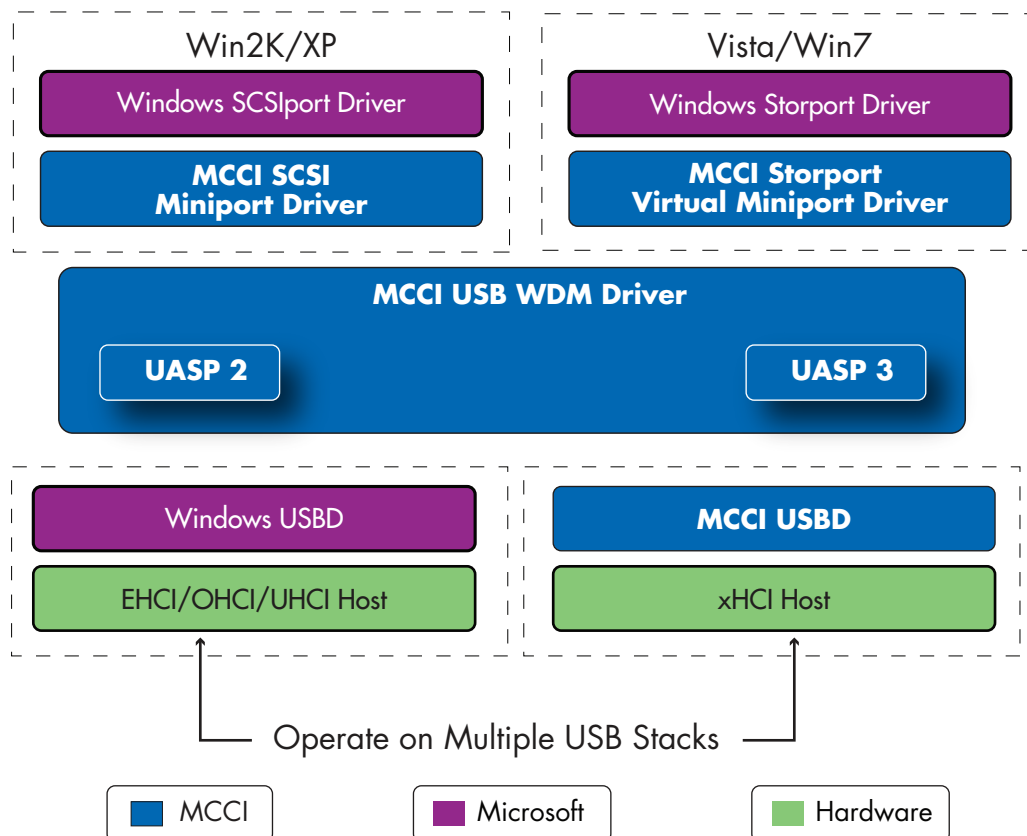 Win2K/XP
Windows SCSIport Driver
MCCI SCSI
Miniport Driver
Vista/Win7
Windows Storport Driver
MCCI Storport
Virtual Miniport Driver
MCCI USB WDM Driver
UASP 2
UASP 3
Windows USBD
EHCI/OHCI/UHCI Host
MCCI USBD
xHCI Host
Operate on Multiple USB Stacks
MCCI
Microsoft
Hardware